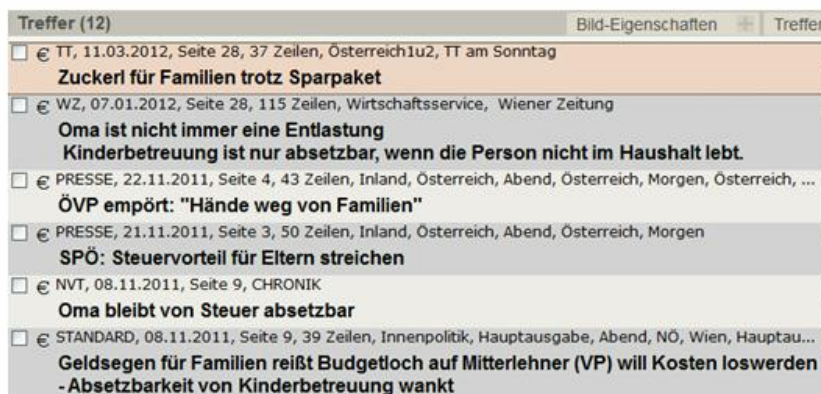 Treffer (12) Bild-Eigenschaften Treffer
€ TT, 11.03.2012, Seite 28, 37 Zeilen, Österreich1u2, TT am Sonntag
Zuckerl für Familien trotz Sparpaket
€ WZ, 07.01.2012, Seite 28, 115 Zeilen, Wirtschaftsservice, Wiener Zeitung
Oma ist nicht immer eine Entlastung
Kinderbetreuung ist nur absetzbar, wenn die Person nicht im Haushalt lebt.
€ PRESSE, 22.11.2011, Seite 4, 43 Zeilen, Inland, Österreich, Abend, Österreich, Morgen, Österreich, ...
ÖVP empört: "Hände weg von Familien"
€ PRESSE, 21.11.2011, Seite 3, 50 Zeilen, Inland, Österreich, Abend, Österreich, Morgen
SPÖ: Steuervorteil für Eltern streichen
€ NVT, 08.11.2011, Seite 9, CHRONIK
Oma bleibt von Steuer absetzbar
€ STANDARD, 08.11.2011, Seite 9, 39 Zeilen, Innenpolitik, Hauptausgabe, Abend, NÖ, Wien, Hauptau...
Geldsegen für Familien reißt Budgetloch auf Mitterlehner (VP) will Kosten loswerden
- Absetzbarkeit von Kinderbetreuung wankt